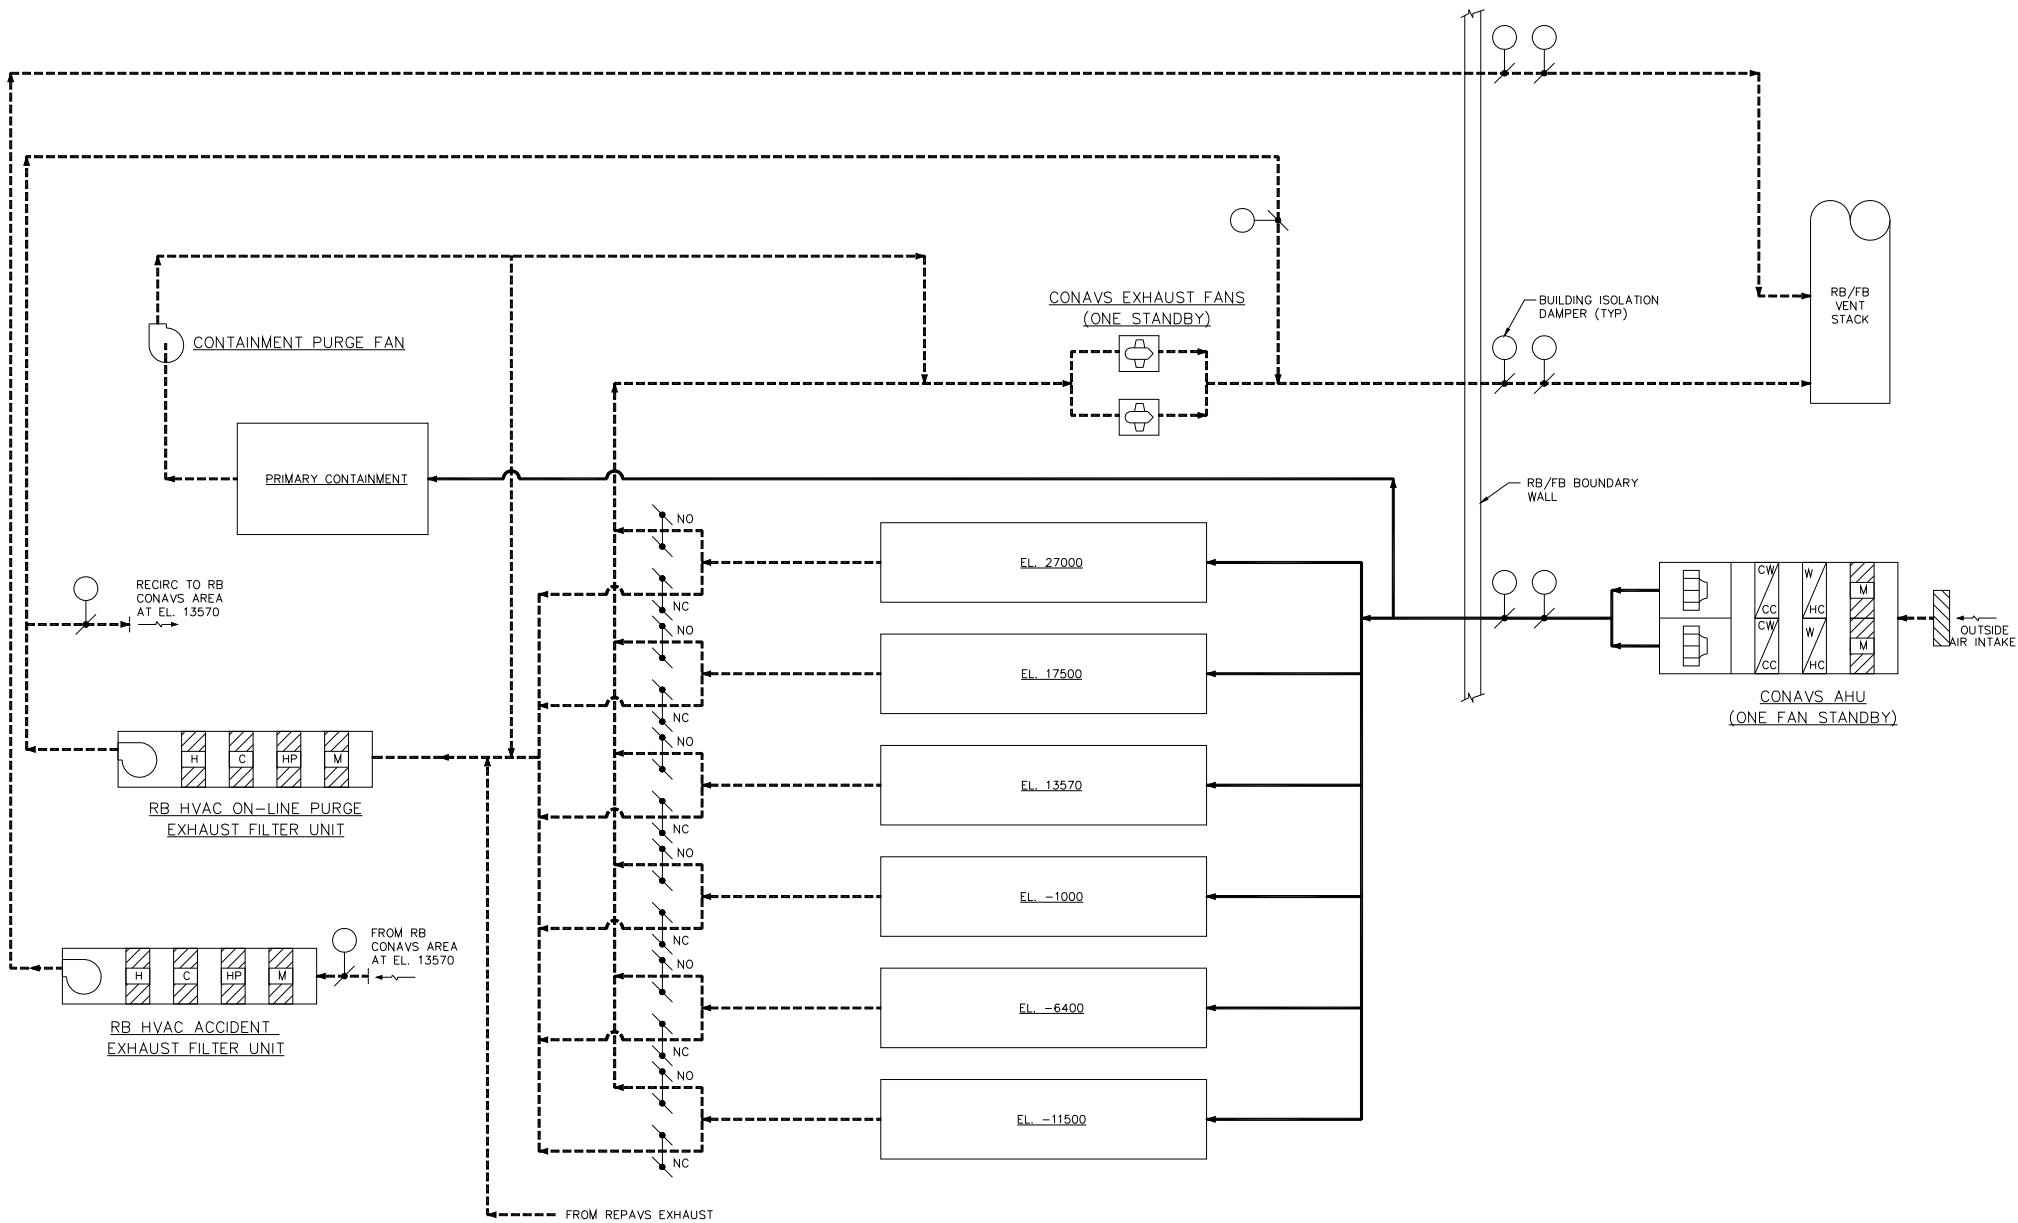 CONAVS EXHAUST FANS
(ONE STANDBY)
BUILDING ISOLATION
DAMPER (TYP)
RB/FB
VENT
STACK
CONTAINMENT PURGE FAN
PRIMARY CONTAINMENT
RB/FB BOUNDARY
WALL
NO
EL. 27000
NC
RECIRC TO RB
CONAVS AREA
AT EL. 13570
CW
CC
W
HC
M
CW
CC
W
HC
M
OUTSIDE
AIR INTAKE
CONAVS AHU
(ONE FAN STANDBY)
NO
EL. 17500
NC
NO
EL. 13570
NC
H C HP M
RB HVAC ON-LINE PURGE
EXHAUST FILTER UNIT
NO
EL. -1000
NC
FROM RB
CONAVS AREA
AT EL. 13570
H C HP M
RB HVAC ACCIDENT
EXHAUST FILTER UNIT
NO
EL. -6400
NC
NO
EL. -11500
NC
FROM REPAVS EXHAUST